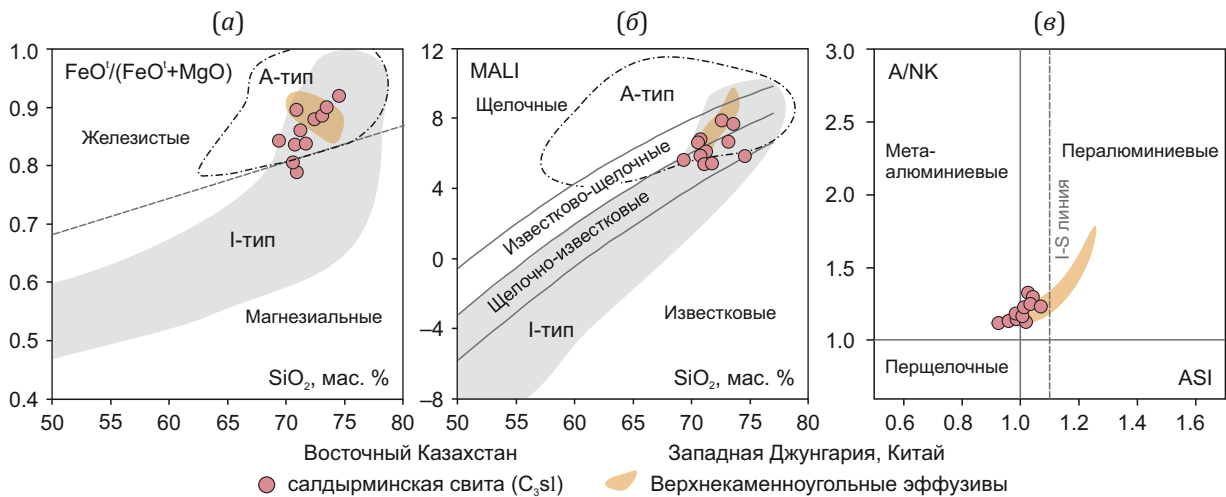 (а)
FeOᵗ/(FeOᵗ+MgO)
А-тип
Железистые
I-тип
Магнезиальные
SiO₂, мас. %
1.0
0.9
0.8
0.7
0.6
0.5
0.4
50 55 60 65 70 75 80
(б)
MALI
Щелочные
А-тип
Известково-щелочные
Щелочно-известковые
I-тип
Известковые
SiO₂, мас. %
12
8
4
0
–4
–8
50 55 60 65 70 75 80
(в)
A/NK
Мета-
алюминиевые
Пералюминиевые
I-S линия
Перщелочные
ASI
3.0
2.5
2.0
1.5
1.0
0.6 0.8 1.0 1.2 1.4 1.6
Восточный Казахстан
Западная Джунгария, Китай
салдырминская свита (C₃sl)
Верхнекаменноугольные эффузивы